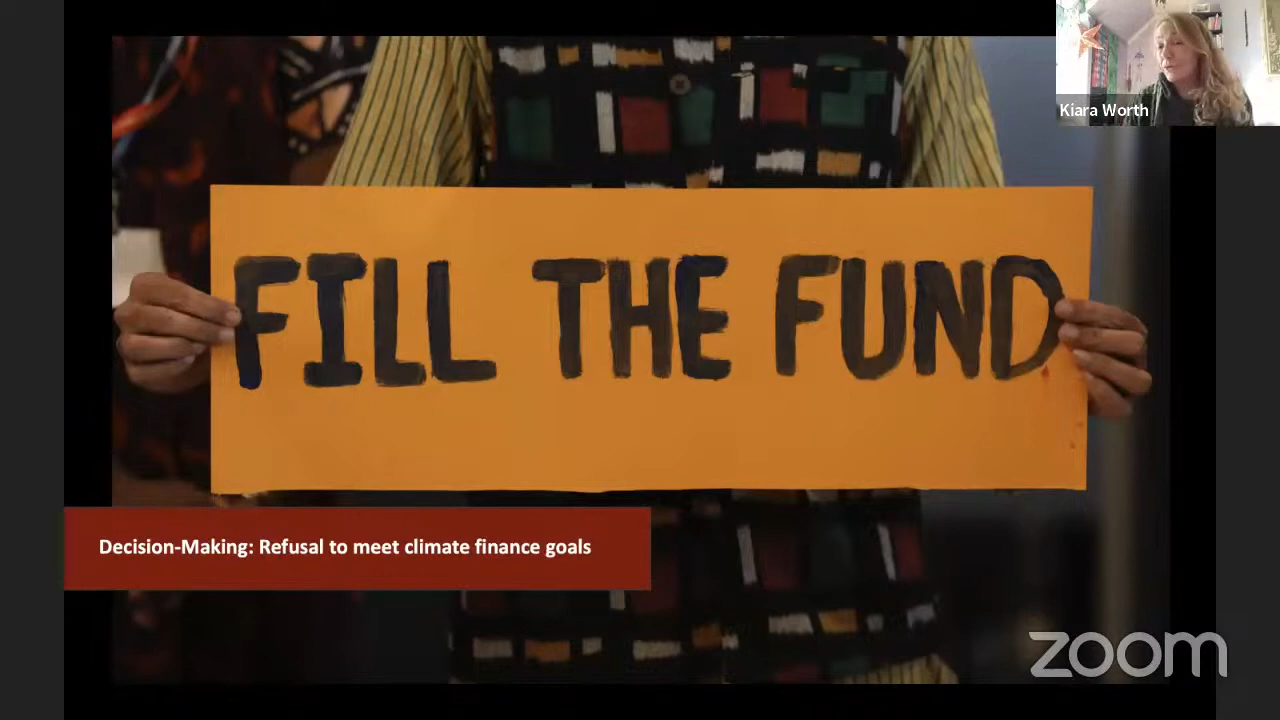 Kiara Worth
FILL THE FUND
Decision-Making: Refusal to meet climate finance goals
zoom